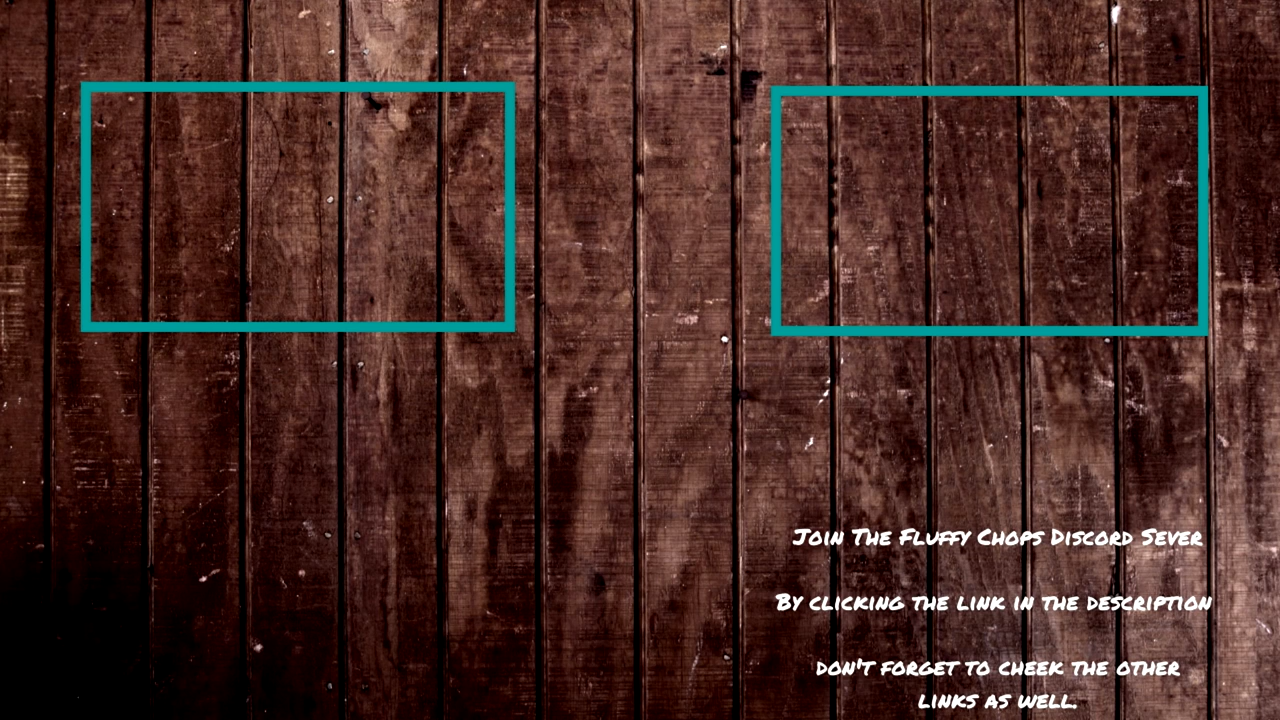 Join The Fluffy Chops Discord Sever
By clicking the link in the description
don't forget to cheek the other
links as well.